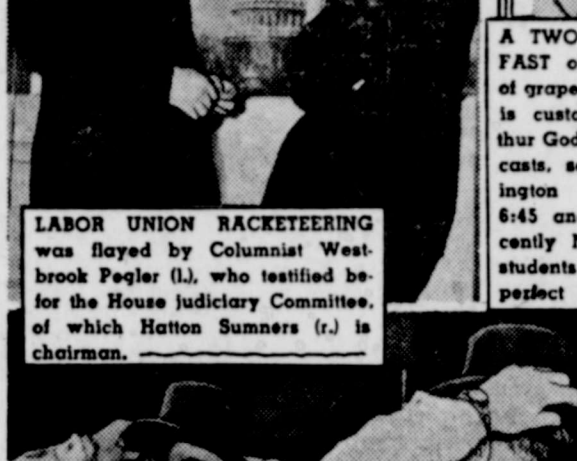 LABOR UNION RACKETEERING
was flayed by Columnist West-
brook Pegler (l.), who testified be-
for the House Judiciary Committee,
of which Hatton Sumners (r.) is
chairman.
A TWO
FAST
of grape
is
thur
casts,
ington
6:45 an
cently
students
perfect